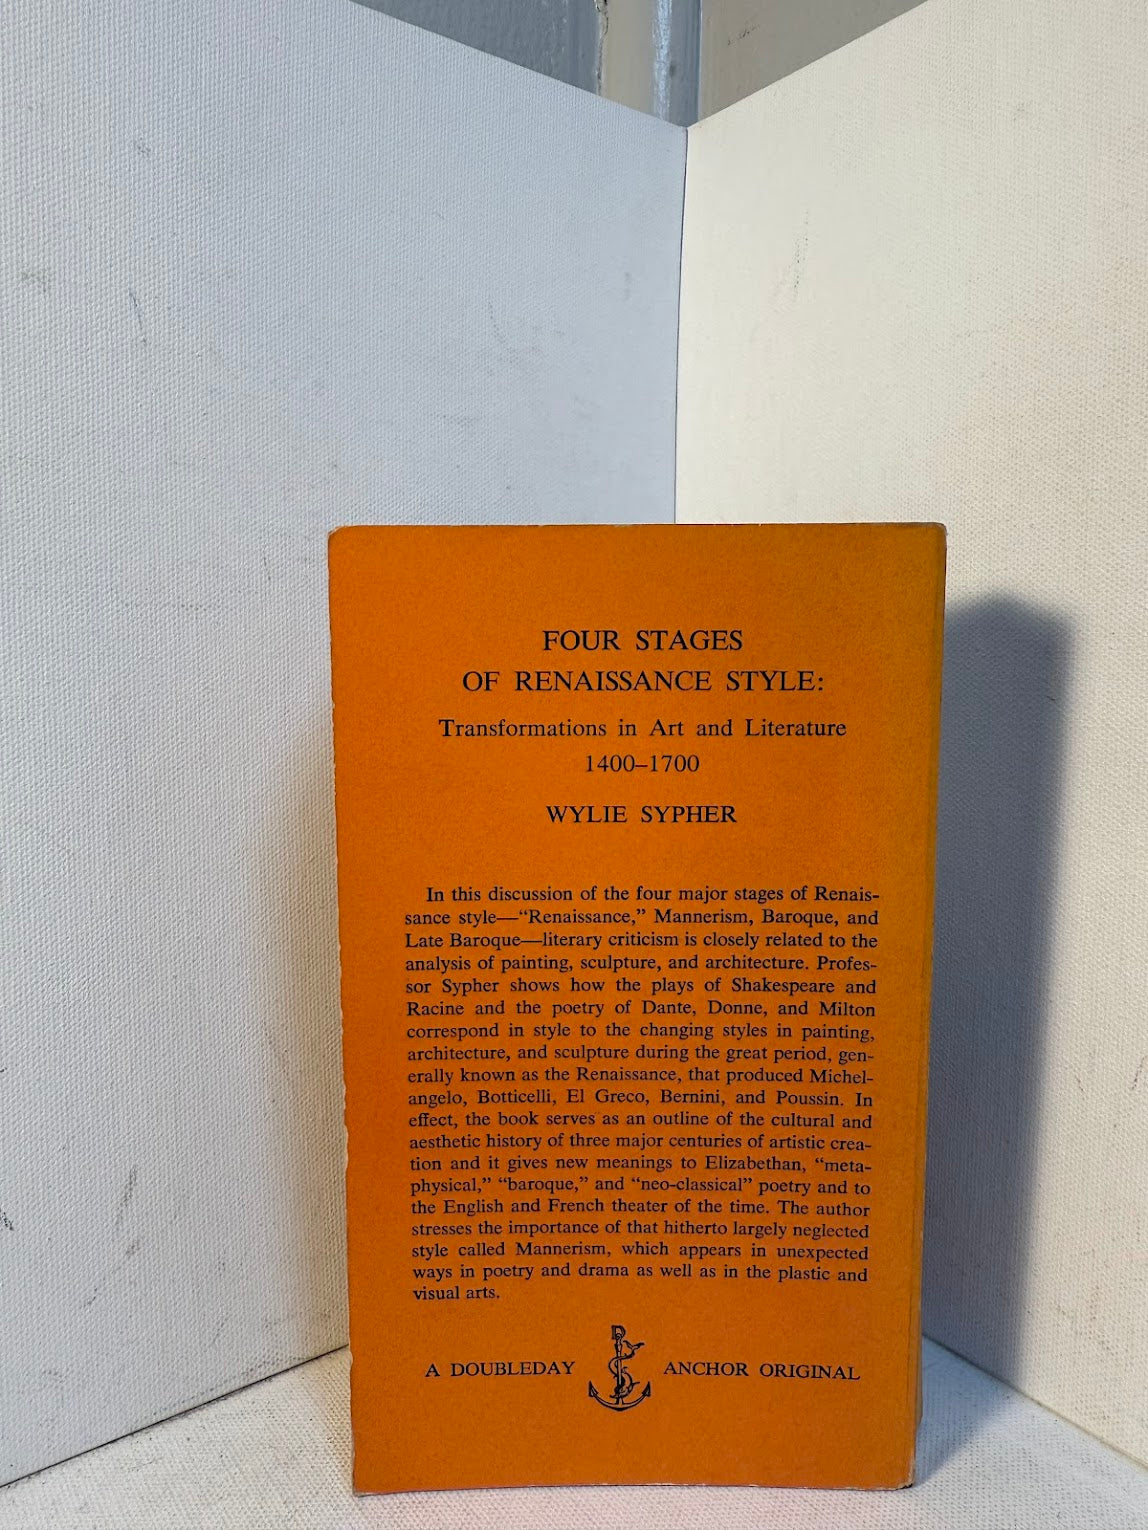 FOUR STAGES
OF RENAISSANCE STYLE:
Transformations in Art and Literature
1400–1700
WYLIE SYPHER
In this discussion of the four major stages of Renais-
sance style—“Renaissance,” Mannerism, Baroque, and
Late Baroque—literary criticism is closely related to the
analysis of painting, sculpture, and architecture. Profes-
sor Sypher shows how the plays of Shakespeare and
Racine and the poetry of Dante, Donne, and Milton
correspond in style to the changing styles in painting,
architecture, and sculpture during the great period, gen-
erally known as the Renaissance, that produced Michel-
angelo, Botticelli, El Greco, Bernini, and Poussin. In
effect, the book serves as an outline of the cultural and
aesthetic history of three major centuries of artistic crea-
tion and it gives new meanings to Elizabethan, “meta-
physical,” “baroque,” and “neo-classical” poetry and to
the English and French theater of the time. The author
stresses the importance of that hitherto largely neglected
style called Mannerism, which appears in unexpected
ways in poetry and drama as well as in the plastic and
visual arts.
A DOUBLEDAY ANCHOR ORIGINAL